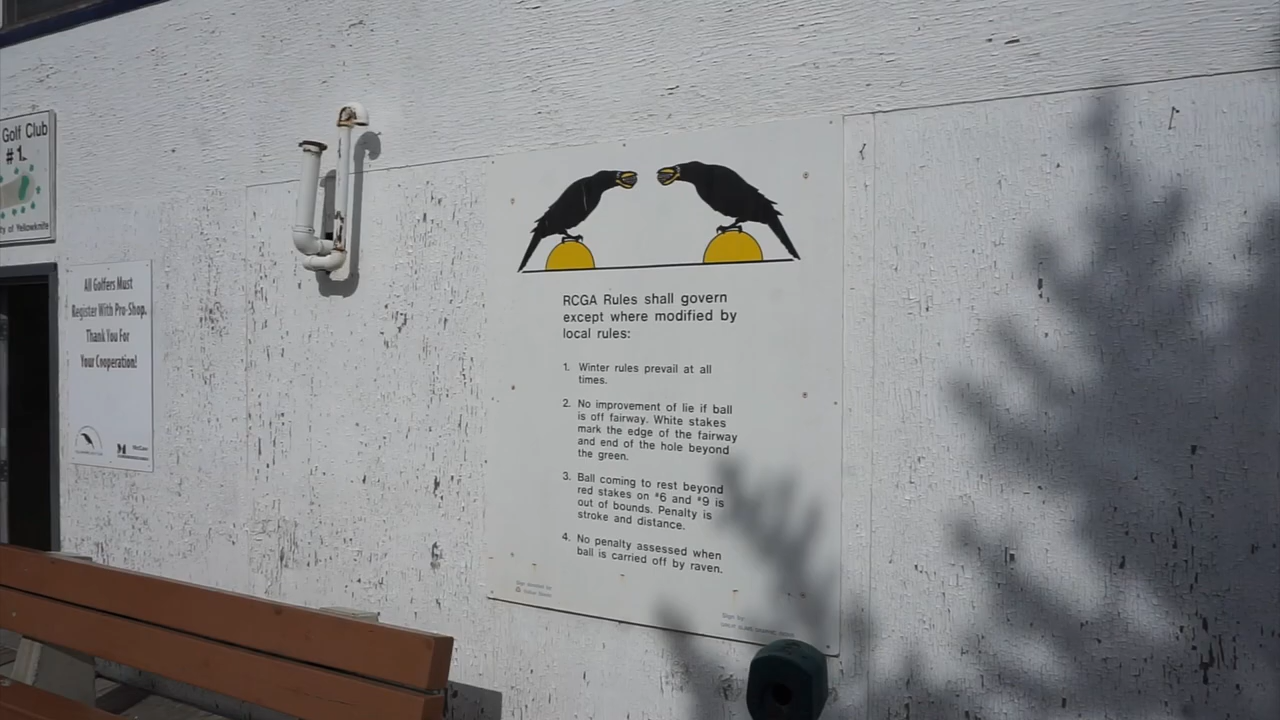 Golf Club
# 1.
ty of Yellowknife
All Golfers Must
Register With Pro-Shop.
Thank You For
Your Cooperation!
RCGA Rules shall govern
except where modified by
local rules:
1. Winter rules prevail at all
times.
2. No improvement of lie if ball
is off fairway. White stakes
mark the edge of the fairway
and end of the hole beyond
the green.
3. Ball coming to rest beyond
red stakes on #6 and #9 is
out of bounds. Penalty is
stroke and distance.
4. No penalty assessed when
ball is carried off by raven.
Sign by: